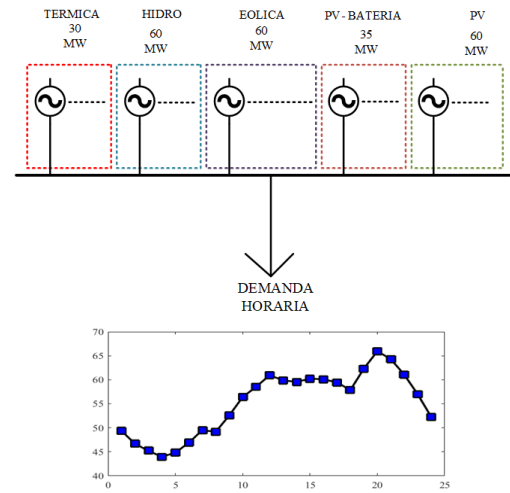 TERMICA
30
MW
HIDRO
60
MW
EOLICA
60
MW
PV - BATERIA
35
MW
PV
60
MW
DEMANDA
HORARIA
70
65
60
55
50
45
40
0
5
10
15
20
25